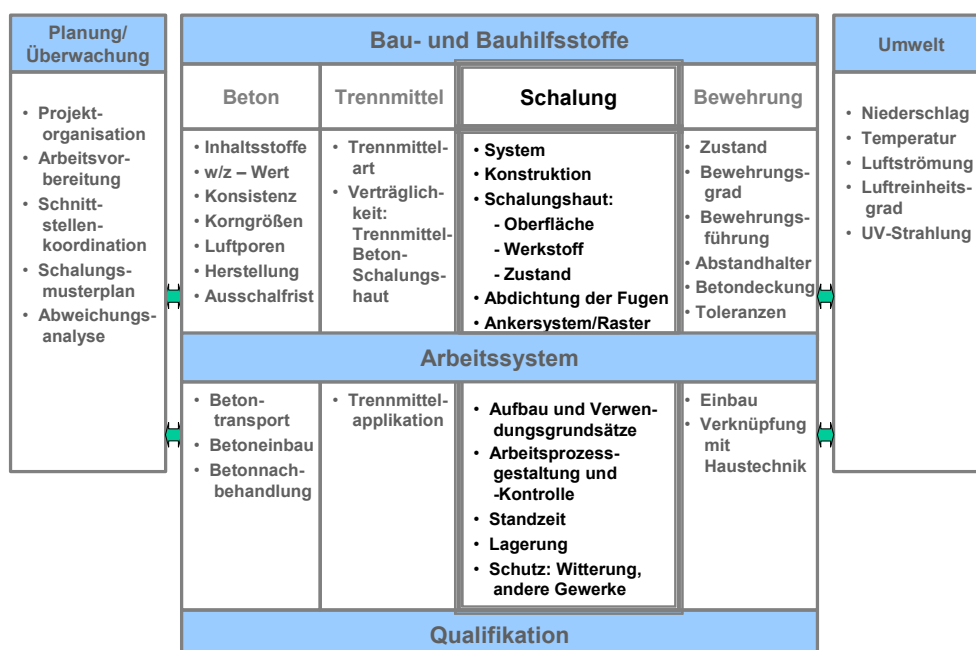 Planung/
Überwachung
• Projekt-
organisation
• Arbeitsvor-
bereitung
• Schnitt-
stellen-
koordination
• Schalungs-
musterplan
• Abweichungs-
analyse
Bau- und Bauhilfsstoffe
Beton
• Inhaltsstoffe
• w/z – Wert
• Konsistenz
• Korngrößen
• Luftporen
• Herstellung
• Ausschalfrist
Trennmittel
• Trennmittel-
art
• Verträglich-
keit:
Trennmittel-
Beton-
Schalungs-
haut
Schalung
• System
• Konstruktion
• Schalungshaut:
- Oberfläche
- Werkstoff
- Zustand
• Abdichtung der Fugen
• Ankersystem/Raster
Bewehrung
• Zustand
• Bewehrungs-
grad
• Bewehrungs-
führung
• Abstandhalter
• Betondeckung
• Toleranzen
Arbeitssystem
• Beton-
transport
• Betoneinbau
• Betonnach-
behandlung
• Trennmittel-
applikation
• Aufbau und Verwen-
dungsgrundsätze
• Arbeitsprozess-
gestaltung und
-Kontrolle
• Standzeit
• Lagerung
• Schutz: Witterung,
andere Gewerke
• Einbau
• Verknüpfung
mit
Haustechnik
Qualifikation
Umwelt
• Niederschlag
• Temperatur
• Luftströmung
• Luftreinheits-
grad
• UV-Strahlung